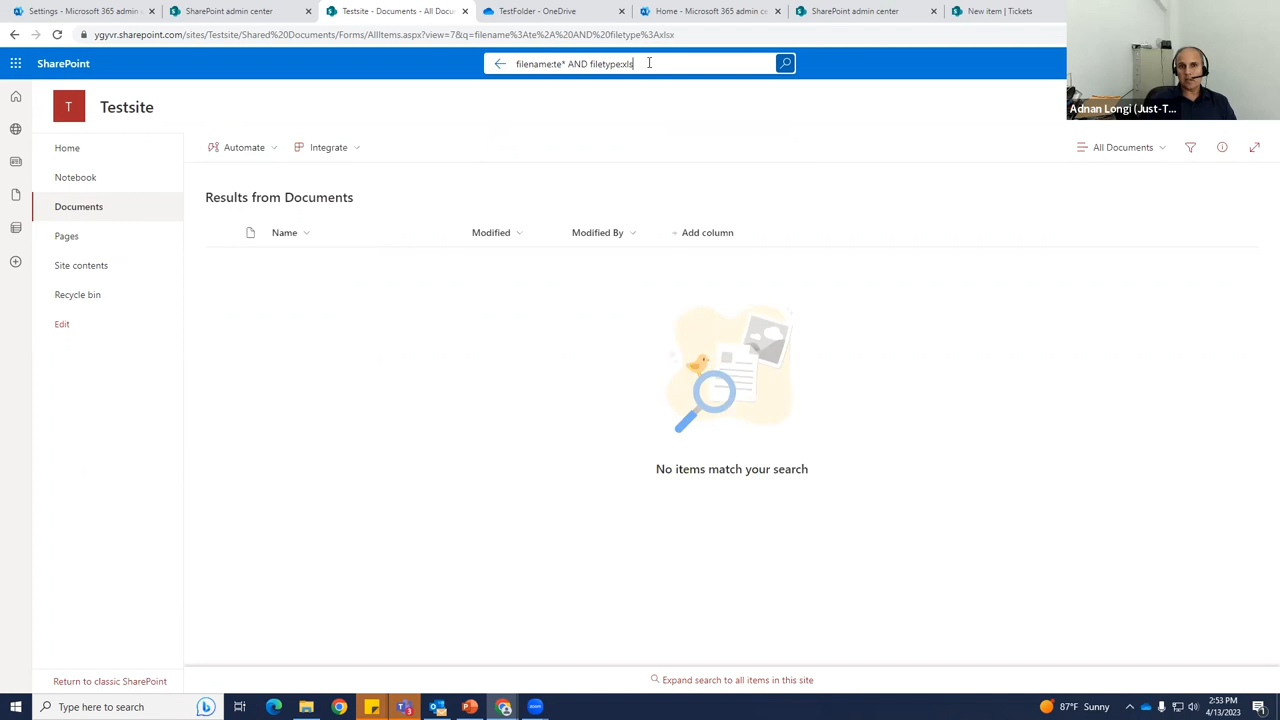 Settings - Microsoft 365 admin c
SharePoint admin center
Testsite - Documents - All Docu
TestFolder - OneDrive
Home - Microsoft 365 admin ce
SharePoint admin center
New item | Tickets
ygyvr.sharepoint.com/sites/Testsite/Shared%20Documents/Forms/AllItems.aspx?view=7&q=filename%3Ate%2A%20AND%20filetype%3Axlsx
SharePoint
filename:te* AND filetype:xls
Adnan Longi (Just-T...
T
Testsite
Home
Notebook
Documents
Pages
Site contents
Recycle bin
Edit
Return to classic SharePoint
Automate
Integrate
All Documents
Results from Documents
Name
Modified
Modified By
+ Add column
No items match your search
Expand search to all items in this site
Type here to search
3
zoom
87°F Sunny
2:53 PM
4/13/2023
1